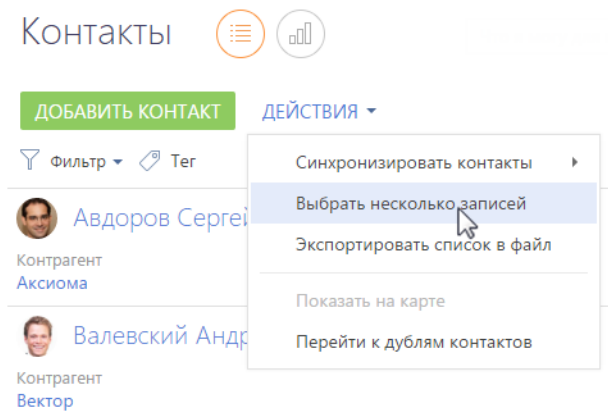 Контакты
ДОБАВИТЬ КОНТАКТ ДЕЙСТВИЯ
Фильтр Тег
Синхронизировать контакты
Выбрать несколько записей
Авдоров Сергей
Экспортировать список в файл
Контрагент
Аксиома
Показать на карте
Валевский Андр
Перейти к дублям контактов
Контрагент
Вектор